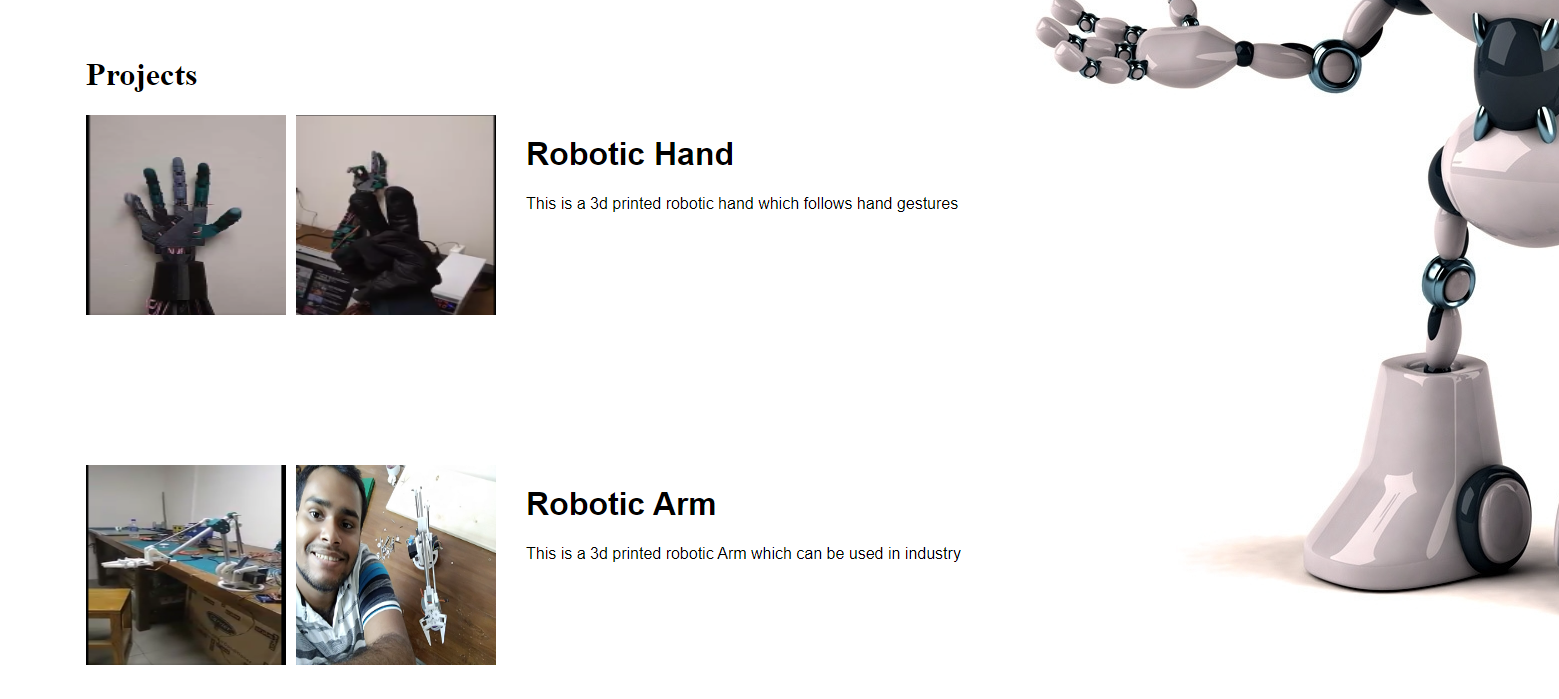 Projects
Robotic Hand
This is a 3d printed robotic hand which follows hand gestures
Robotic Arm
This is a 3d printed robotic Arm which can be used in industry